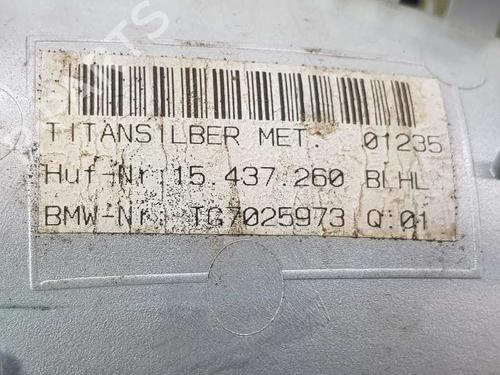 TITANSILBER MET. 01235
Huf-Nr. 15.437.260 BLHL
BMW-Nr. TG7025973 Q:01